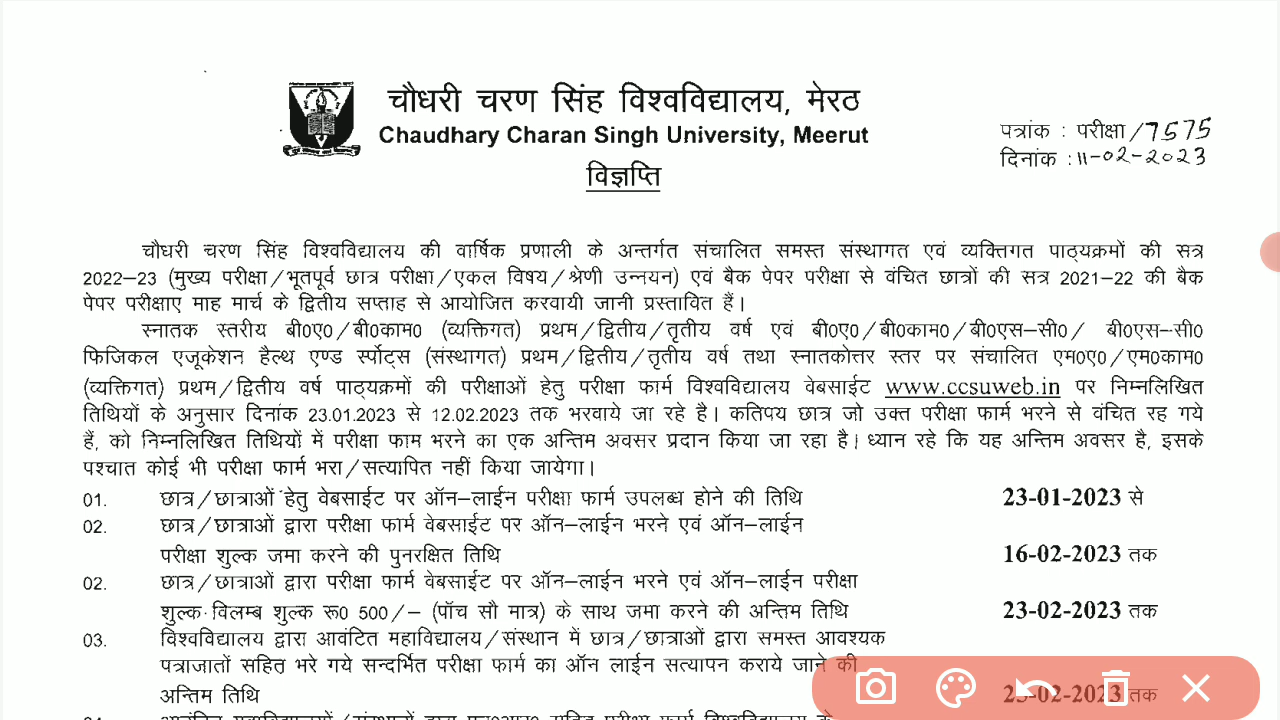 चौधरी चरण सिंह विश्वविद्यालय, मेरठ
Chaudhary Charan Singh University, Meerut
विज्ञप्ति
पत्रांक : परीक्षा/7575
दिनांक :11-02-2023
चौधरी चरण सिंह विश्वविद्यालय की वार्षिक प्रणाली के अन्तर्गत संचालित समस्त संस्थागत एवं व्यक्तिगत पाठ्यक्रमों की सत्र
2022–23 (मुख्य परीक्षा/भूतपूर्व छात्र परीक्षा/एकल विषय/श्रेणी उन्नयन) एवं बैक पेपर परीक्षा से वंचित छात्रों की सत्र 2021–22 की बैक
पेपर परीक्षाए माह मार्च के द्वितीय सप्ताह से आयोजित करवायी जानी प्रस्तावित हैं।
स्नातक स्तरीय बी0ए0/बी0काम0 (व्यक्तिगत) प्रथम/द्वितीय/तृतीय वर्ष एवं बी0ए0/बी0काम0/बी0एस–सी0/ बी0एस–सी0
फिजिकल एजूकेशन हैल्थ एण्ड र्स्पोट्स (संस्थागत) प्रथम/द्वितीय/तृतीय वर्ष तथा स्नातकोत्तर स्तर पर संचालित एम0ए0/एम0काम0
(व्यक्तिगत) प्रथम/द्वितीय वर्ष पाठ्यक्रमों की परीक्षाओं हेतु परीक्षा फार्म विश्वविद्यालय वेबसाईट www.ccsuweb.in पर निम्नलिखित
तिथियों के अनुसार दिनांक 23.01.2023 से 12.02.2023 तक भरवाये जा रहे है। कतिपय छात्र जो उक्त परीक्षा फार्म भरने से वंचित रह गये
हैं, को निम्नलिखित तिथियों में परीक्षा फाम भरने का एक अन्तिम अवसर प्रदान किया जा रहा है। ध्यान रहे कि यह अन्तिम अवसर है, इसके
पश्चात कोई भी परीक्षा फार्म भरा/सत्यापित नहीं किया जायेगा।
01. छात्र/छात्राओं हेतु वेबसाईट पर ऑन–लाईन परीक्षा फार्म उपलब्ध होने की तिथि 23-01-2023 से
02. छात्र/छात्राओं द्वारा परीक्षा फार्म वेबसाईट पर ऑन–लाईन भरने एवं ऑन–लाईन
परीक्षा शुल्क जमा करने की पुनरक्षित तिथि 16-02-2023 तक
02. छात्र/छात्राओं द्वारा परीक्षा फार्म वेबसाईट पर ऑन–लाईन भरने एवं ऑन–लाईन परीक्षा
शुल्क विलम्ब शुल्क रू0 500/– (पॉच सौ मात्र) के साथ जमा करने की अन्तिम तिथि 23-02-2023 तक
03. विश्वविद्यालय द्वारा आवंटित महाविद्यालय/संस्थान में छात्र/छात्राओं द्वारा समस्त आवश्यक
पत्राजातों सहित भरे गये सन्दर्भित परीक्षा फार्म का ऑन लाईन सत्यापन कराये जाने की
अन्तिम तिथि 25-02-2023 तक